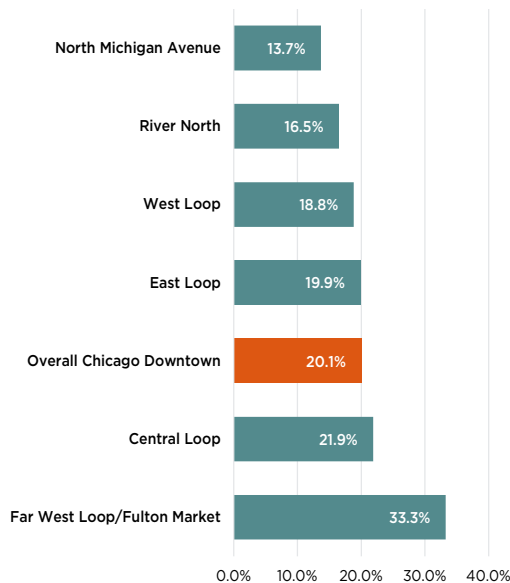 North Michigan Avenue 13.7%
River North 16.5%
West Loop 18.8%
East Loop 19.9%
Overall Chicago Downtown 20.1%
Central Loop 21.9%
Far West Loop/Fulton Market 33.3%
0.0% 10.0% 20.0% 30.0% 40.0%